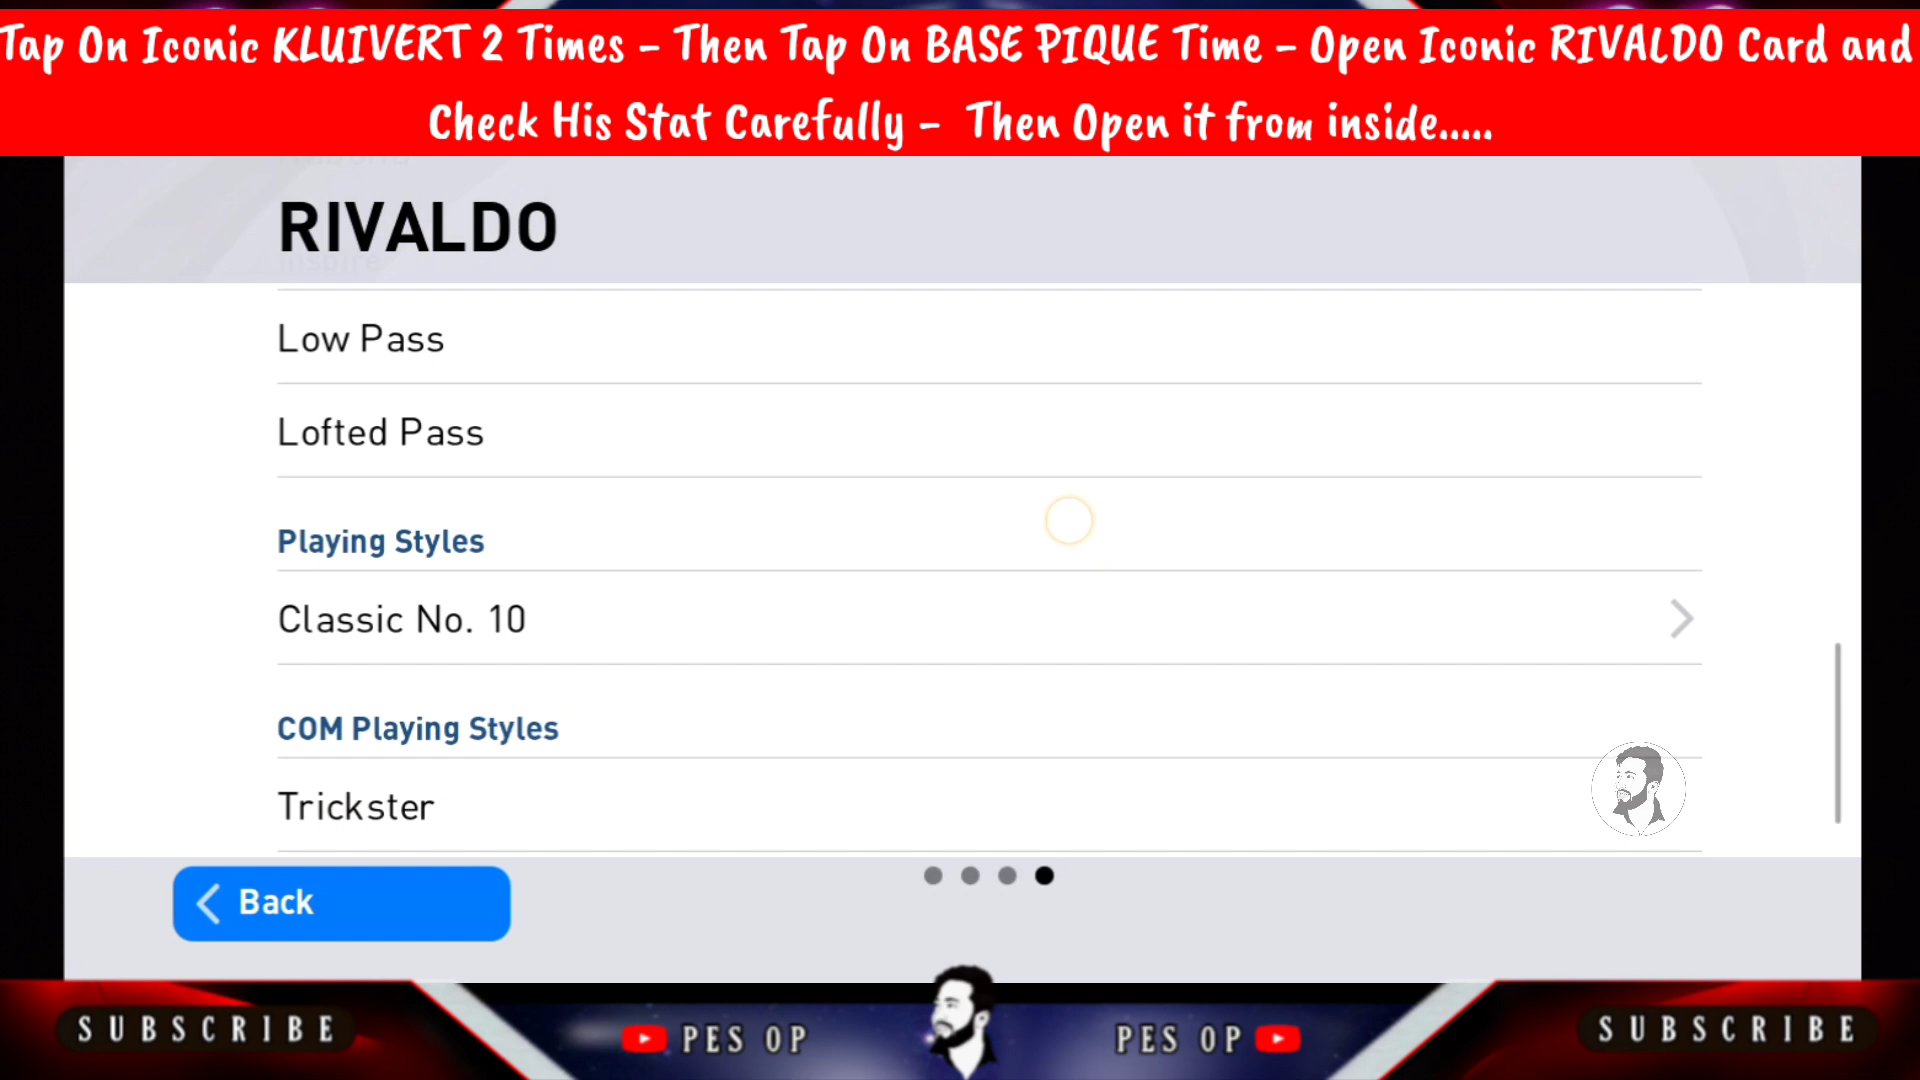 Tap On Iconic KLUIVERT 2 Times - Then Tap On BASE PIQUE Time - Open Iconic RIVALDO Card and
Check His Stat Carefully - Then Open it from inside.....
RIVALDO
Inspire
Low Pass
Lofted Pass
Playing Styles
Classic No. 10
COM Playing Styles
Trickster
Back
SUBSCRIBE
PES OP
PES OP
SUBSCRIBE